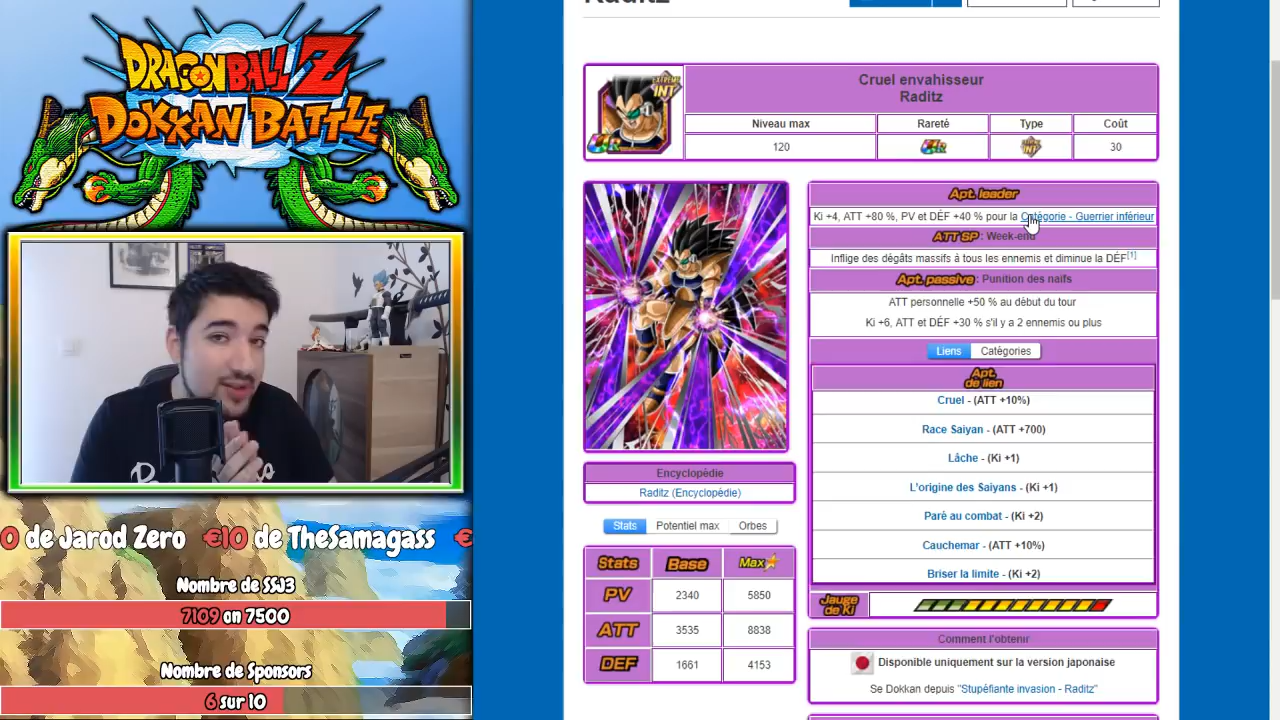 DRAGONBALL Z
DOKKAN BATTLE
0 de Jarod Zero €10 de TheSamagass €
Nombre de SSJ3
7109 on 7500
Nombre de Sponsors
6 sur 10
Raditz
Cruel envahisseur
Raditz
EXTREME
INT
UR
Niveau max Rareté Type Coût
120 UR INT 30
Apt. leader
Ki +4, ATT +80 %, PV et DÉF +40 % pour la Catégorie - Guerrier inférieur
ATT SP : Week-end
Inflige des dégâts massifs à tous les ennemis et diminue la DÉF[1]
Apt. passive : Punition des naïfs
ATT personnelle +50 % au début du tour
Ki +6, ATT et DÉF +30 % s'il y a 2 ennemis ou plus
Liens Catégories
Apt.
de lien
Cruel - (ATT +10%)
Race Saiyan - (ATT +700)
Lâche - (Ki +1)
L'origine des Saiyans - (Ki +1)
Paré au combat - (Ki +2)
Cauchemar - (ATT +10%)
Briser la limite - (Ki +2)
Jauge
de Ki
Encyclopédie
Raditz (Encyclopédie)
Stats Potentiel max Orbes
Stats Base Max
PV 2340 5850
ATT 3535 8838
DEF 1661 4153
Comment l'obtenir
Disponible uniquement sur la version japonaise
Se Dokkan depuis "Stupéfiante invasion - Raditz"